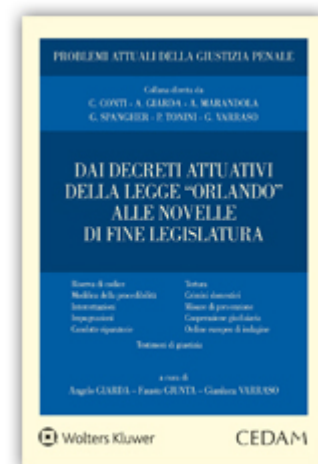 PROBLEMI ATTUALI DELLA GIUSTIZIA PENALE
Collana diretta da
C. CONTI - A. GIARDA - A. MARANDOLA
G. SPANGHER - P. TONINI - G. VARRASO
DAI DECRETI ATTUATIVI
DELLA LEGGE “ORLANDO”
ALLE NOVELLE
DI FINE LEGISLATURA
Riserva di codice
Modifica della procedibilità
Intercettazioni
Impugnazioni
Condotte riparatorie
Tortura
Crimini domestici
Misure di prevenzione
Cooperazione giudiziaria
Ordine europeo di indagine
Testimoni di giustizia
a cura di
Angelo GIARDA – Fausto GIUNTA – Gianluca VARRASO
Wolters Kluwer
CEDAM